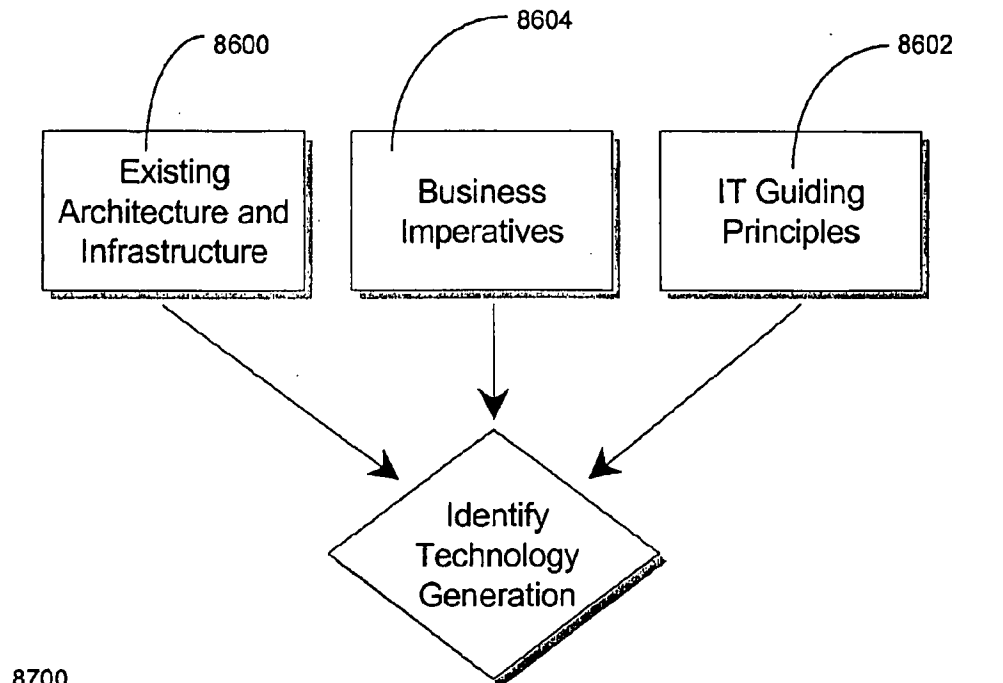 8600
8604
8602
Existing
Architecture and
Infrastructure
Business
Imperatives
IT Guiding
Principles
Identify
Technology
Generation
8700